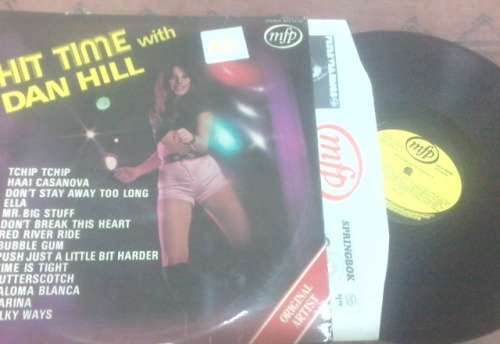 HIT TIME with
DAN HILL
mfp
TCHIP TCHIP
HAAI CASANOVA
DON'T STAY AWAY TOO LONG
ELLA
MR. BIG STUFF
DON'T BREAK THIS HEART
RED RIVER RIDE
BUBBLE GUM
PUSH JUST A LITTLE BIT HARDER
TIME IS TIGHT
UTTERSCOTCH
ALOMA BLANCA
ARINA
LKY WAYS
ORIGINAL
ARTIST
mfp
SPRINGBOK
mfp